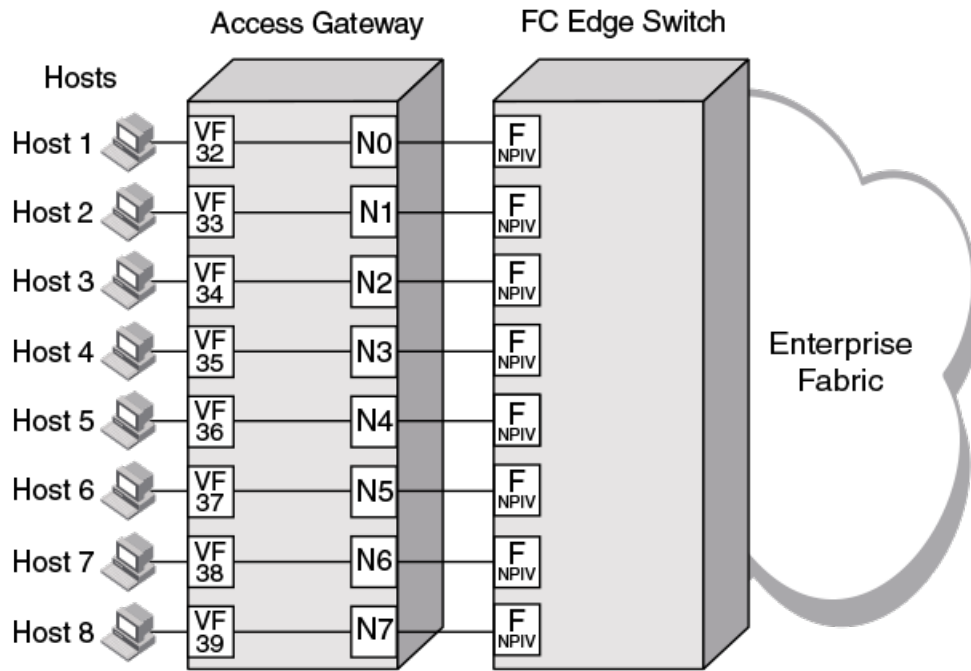 Access Gateway
FC Edge Switch
Hosts
Host 1
VF
32
N0
F
NPIV
Host 2
VF
33
N1
F
NPIV
Host 3
VF
34
N2
F
NPIV
Host 4
VF
35
N3
F
NPIV
Enterprise
Fabric
Host 5
VF
36
N4
F
NPIV
Host 6
VF
37
N5
F
NPIV
Host 7
VF
38
N6
F
NPIV
Host 8
VF
39
N7
F
NPIV